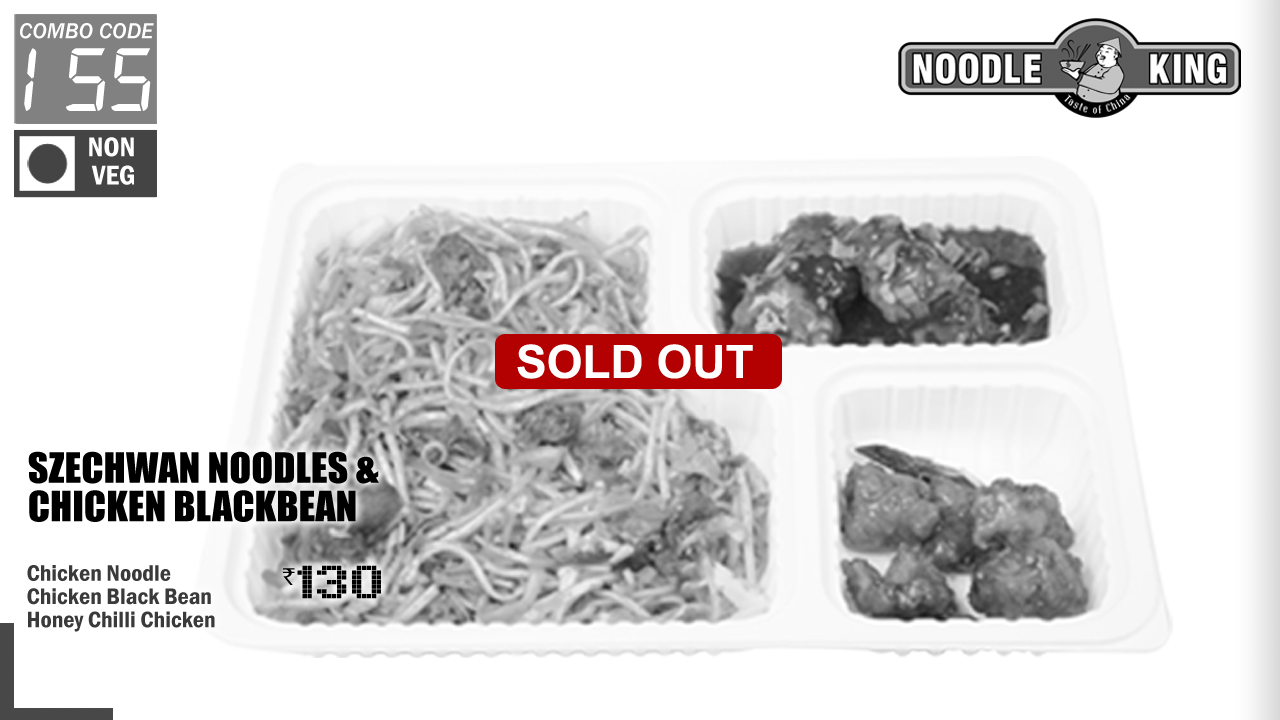 COMBO CODE
155
NON
VEG
NOODLE KING
Taste of China
SOLD OUT
SZECHWAN NOODLES &
CHICKEN BLACKBEAN
Chicken Noodle
Chicken Black Bean
Honey Chilli Chicken
₹130